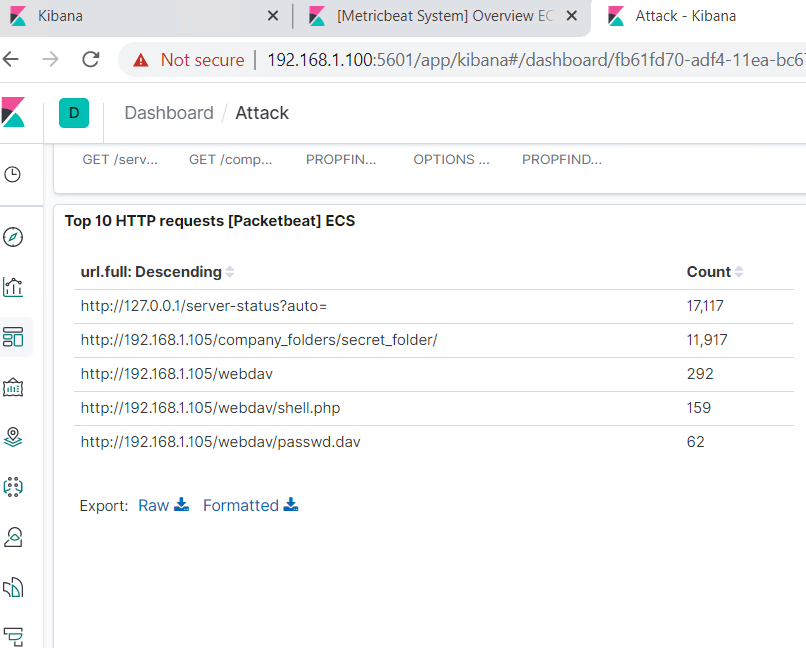 Kibana
[Metricbeat System] Overview EC
Attack - Kibana
Not secure | 192.168.1.100:5601/app/kibana#/dashboard/fb61fd70-adf4-11ea-bc6
D Dashboard / Attack
GET /serv... GET /comp... PROPFIN... OPTIONS ... PROPFIND...
Top 10 HTTP requests [Packetbeat] ECS
url.full: Descending Count
http://127.0.0.1/server-status?auto= 17,117
http://192.168.1.105/company_folders/secret_folder/ 11,917
http://192.168.1.105/webdav 292
http://192.168.1.105/webdav/shell.php 159
http://192.168.1.105/webdav/passwd.dav 62
Export: Raw Formatted